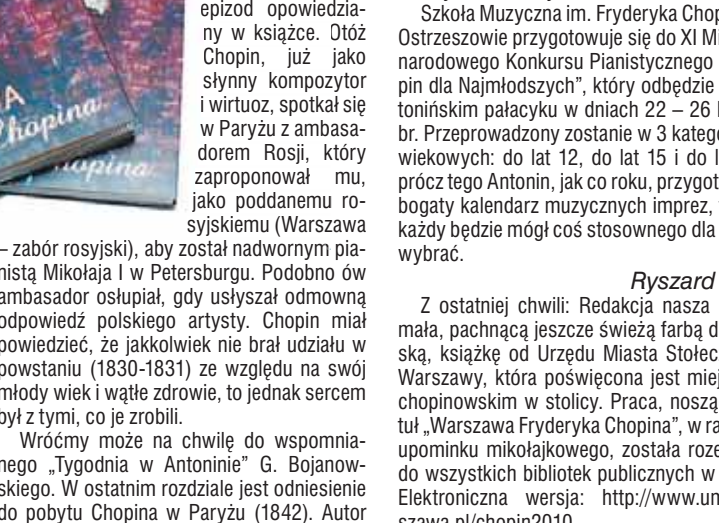 epizod opowiedzia-
ny w książce. Otóż
Chopin, już jako
słynny kompozytor
i wirtuoz, spotkał się
w Paryżu z ambasa-
dorem Rosji, który
zaproponował mu,
jako poddanemu ro-
syjskiemu (Warszawa
– zabór rosyjski), aby został nadwornym pia-
nistą Mikołaja I w Petersburgu. Podobno ów
ambasador osłupiał, gdy usłyszał odmowną
odpowiedź polskiego artysty. Chopin miał
powiedzieć, że jakkolwiek nie brał udziału w
powstaniu (1830-1831) ze względu na swój
młody wiek i wątłe zdrowie, to jednak sercem
był z tymi, co je zrobili.
Wróćmy może na chwilę do wspomnia-
nego „Tygodnia w Antoninie” G. Bojanow-
skiego. W ostatnim rozdziale jest odniesienie
do pobytu Chopina w Paryżu (1842). Autor
Szkoła Muzyczna im. Fryderyka Chop
Ostrzeszowie przygotowuje się do XI Mi
narodowego Konkursu Pianistycznego
pin dla Najmłodszych”, który odbędzie
tonińskim pałacyku w dniach 22 – 26
br. Przeprowadzony zostanie w 3 katego
wiekowych: do lat 12, do lat 15 i do l
prócz tego Antonin, jak co roku, przygot
bogaty kalendarz muzycznych imprez,
każdy będzie mógł coś stosownego dla
wybrać.
Ryszard
Z ostatniej chwili: Redakcja nasza
mała, pachnącą jeszcze świeżą farbą d
ską, książkę od Urzędu Miasta Stołec
Warszawy, która poświęcona jest miej
chopinowskim w stolicy. Praca, noszą
tuł „Warszawa Fryderyka Chopina”, w ra
upominku mikołajkowego, została roze
do wszystkich bibliotek publicznych w
Elektroniczna wersja: http://www.um
szawa.pl/chopin2010
A
Chopina
hopina